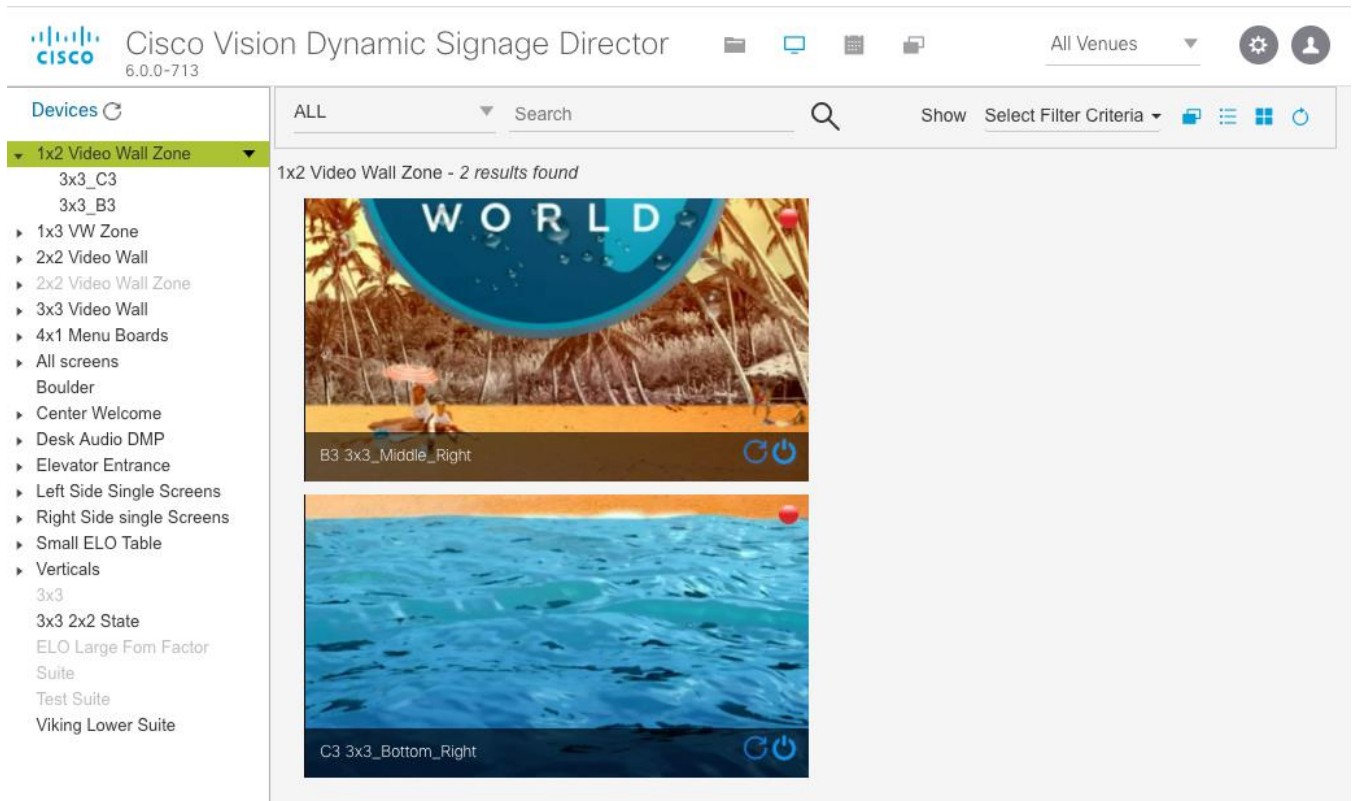 CISCO
Cisco Vision Dynamic Signage Director
6.0.0-713
All Venues
Devices
ALL
Search
Show
Select Filter Criteria
1x2 Video Wall Zone
3x3_C3
3x3_B3
1x3 VW Zone
2x2 Video Wall
2x2 Video Wall Zone
3x3 Video Wall
4x1 Menu Boards
All screens
Boulder
Center Welcome
Desk Audio DMP
Elevator Entrance
Left Side Single Screens
Right Side single Screens
Small ELO Table
Verticals
3x3
3x3 2x2 State
ELO Large Fom Factor
Suite
Test Suite
Viking Lower Suite
1x2 Video Wall Zone - 2 results found
WORLD
B3 3x3_Middle_Right
C3 3x3_Bottom_Right